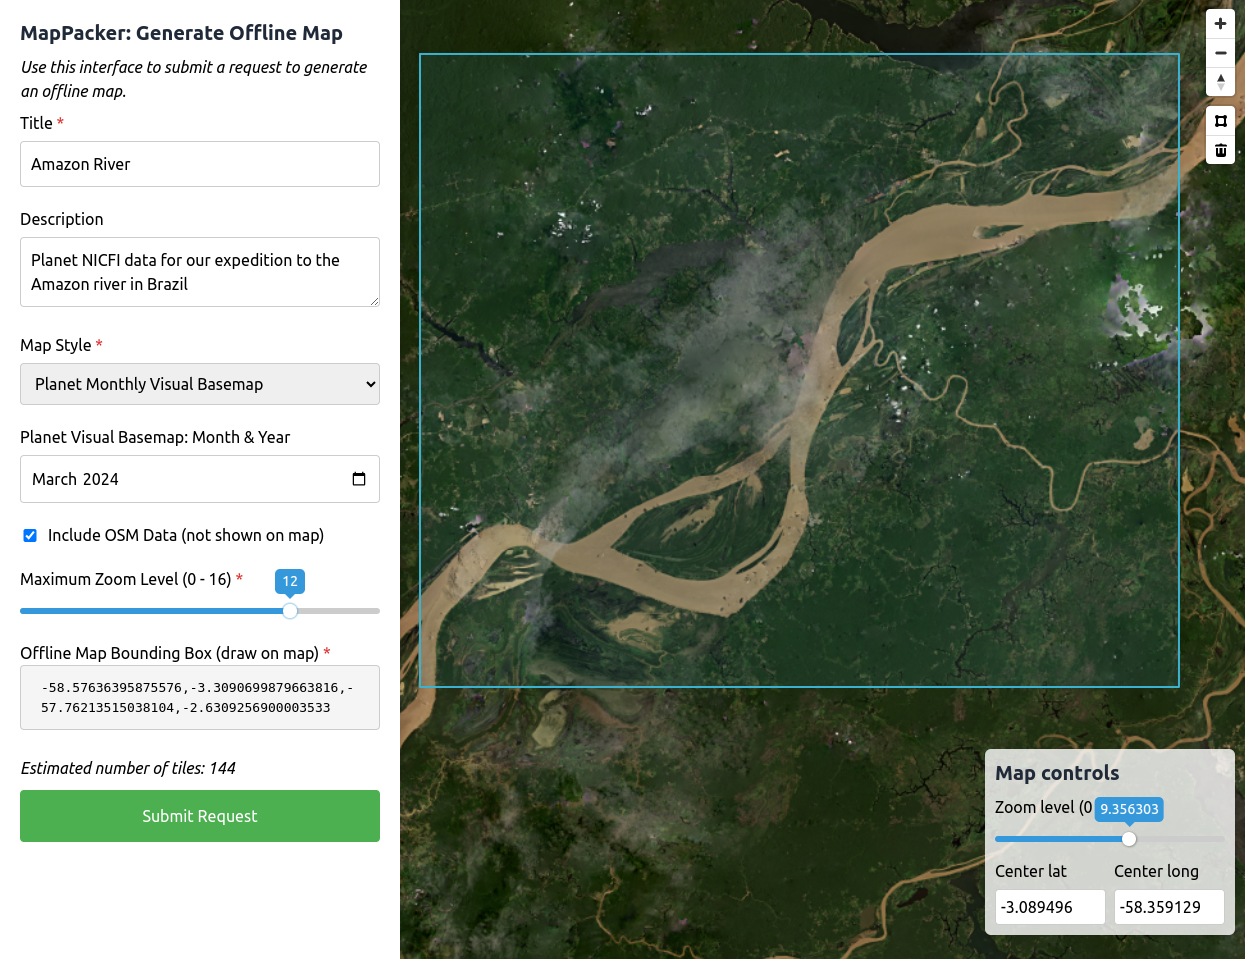 MapPacker: Generate Offline Map
Use this interface to submit a request to generate
an offline map.
Title *
Amazon River
Description
Planet NICFI data for our expedition to the
Amazon river in Brazil
Map Style *
Planet Monthly Visual Basemap
Planet Visual Basemap: Month & Year
March 2024
Include OSM Data (not shown on map)
Maximum Zoom Level (0 - 16) *
12
Offline Map Bounding Box (draw on map) *
-58.57636395875576,-3.3090699879663816,-
57.76213515038104,-2.6309256900003533
Estimated number of tiles: 144
Submit Request
Map controls
Zoom level (0
9.356303
Center lat
Center long
-3.089496
-58.359129